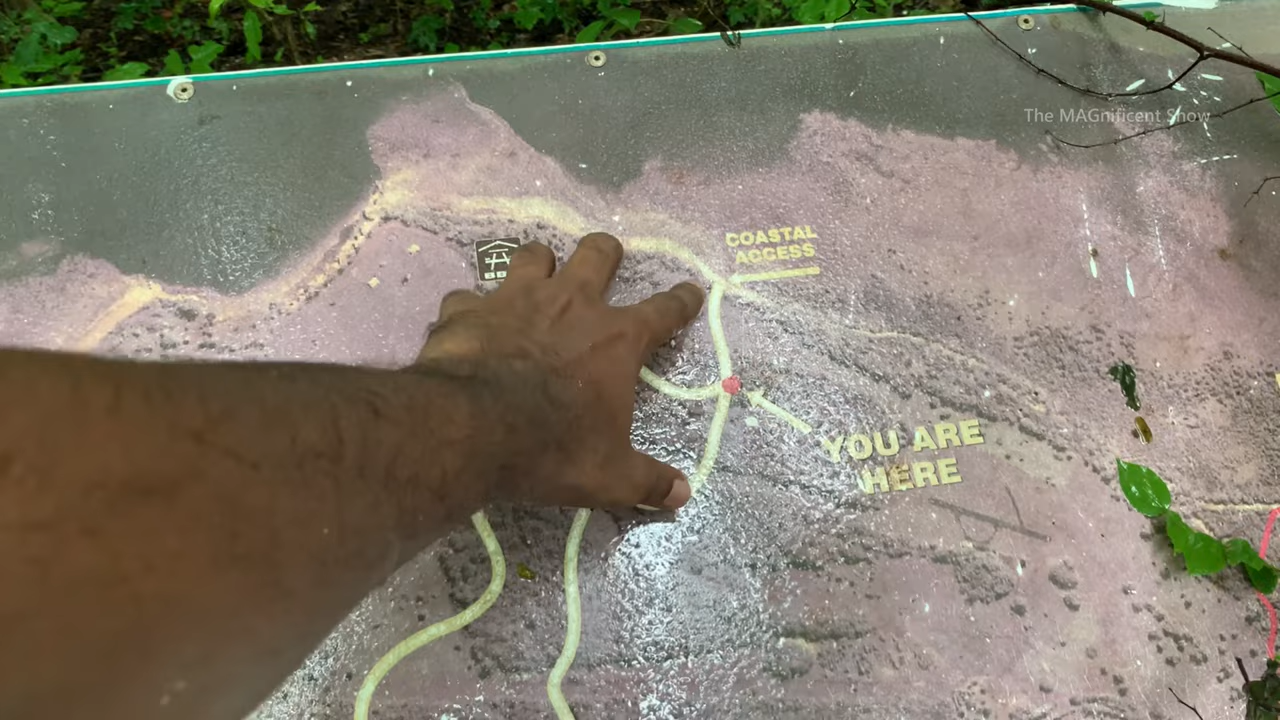 The MAGnificent Show
COASTAL
ACCESS
YOU ARE
HERE